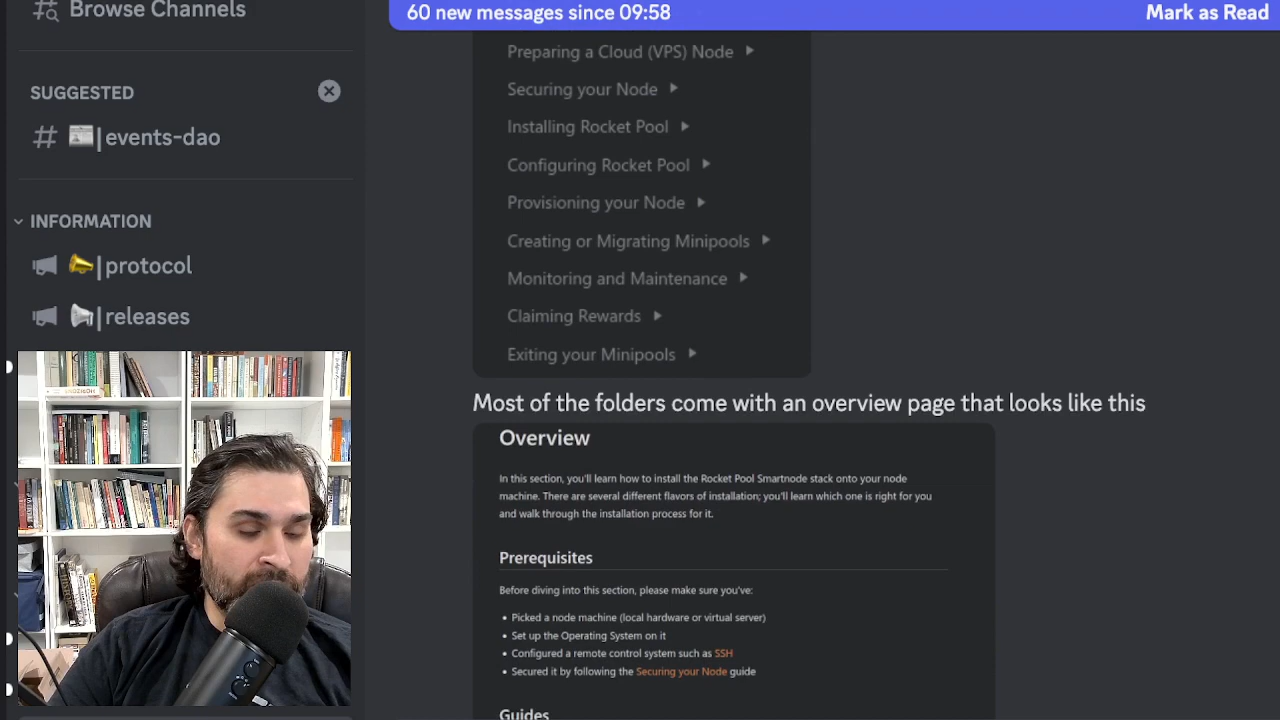 Browse Channels
SUGGESTED
events-dao
INFORMATION
protocol
releases
60 new messages since 09:58
Mark as Read
Preparing a Cloud (VPS) Node
Securing your Node
Installing Rocket Pool
Configuring Rocket Pool
Provisioning your Node
Creating or Migrating Minipools
Monitoring and Maintenance
Claiming Rewards
Exiting your Minipools
Most of the folders come with an overview page that looks like this
Overview
In this section, you'll learn how to install the Rocket Pool Smartnode stack onto your node
machine. There are several different flavors of installation; you'll learn which one is right for you
and walk through the installation process for it.
Prerequisites
Before diving into this section, please make sure you've:
• Picked a node machine (local hardware or virtual server)
• Set up the Operating System on it
• Configured a remote control system such as SSH
• Secured it by following the Securing your Node guide
Guides